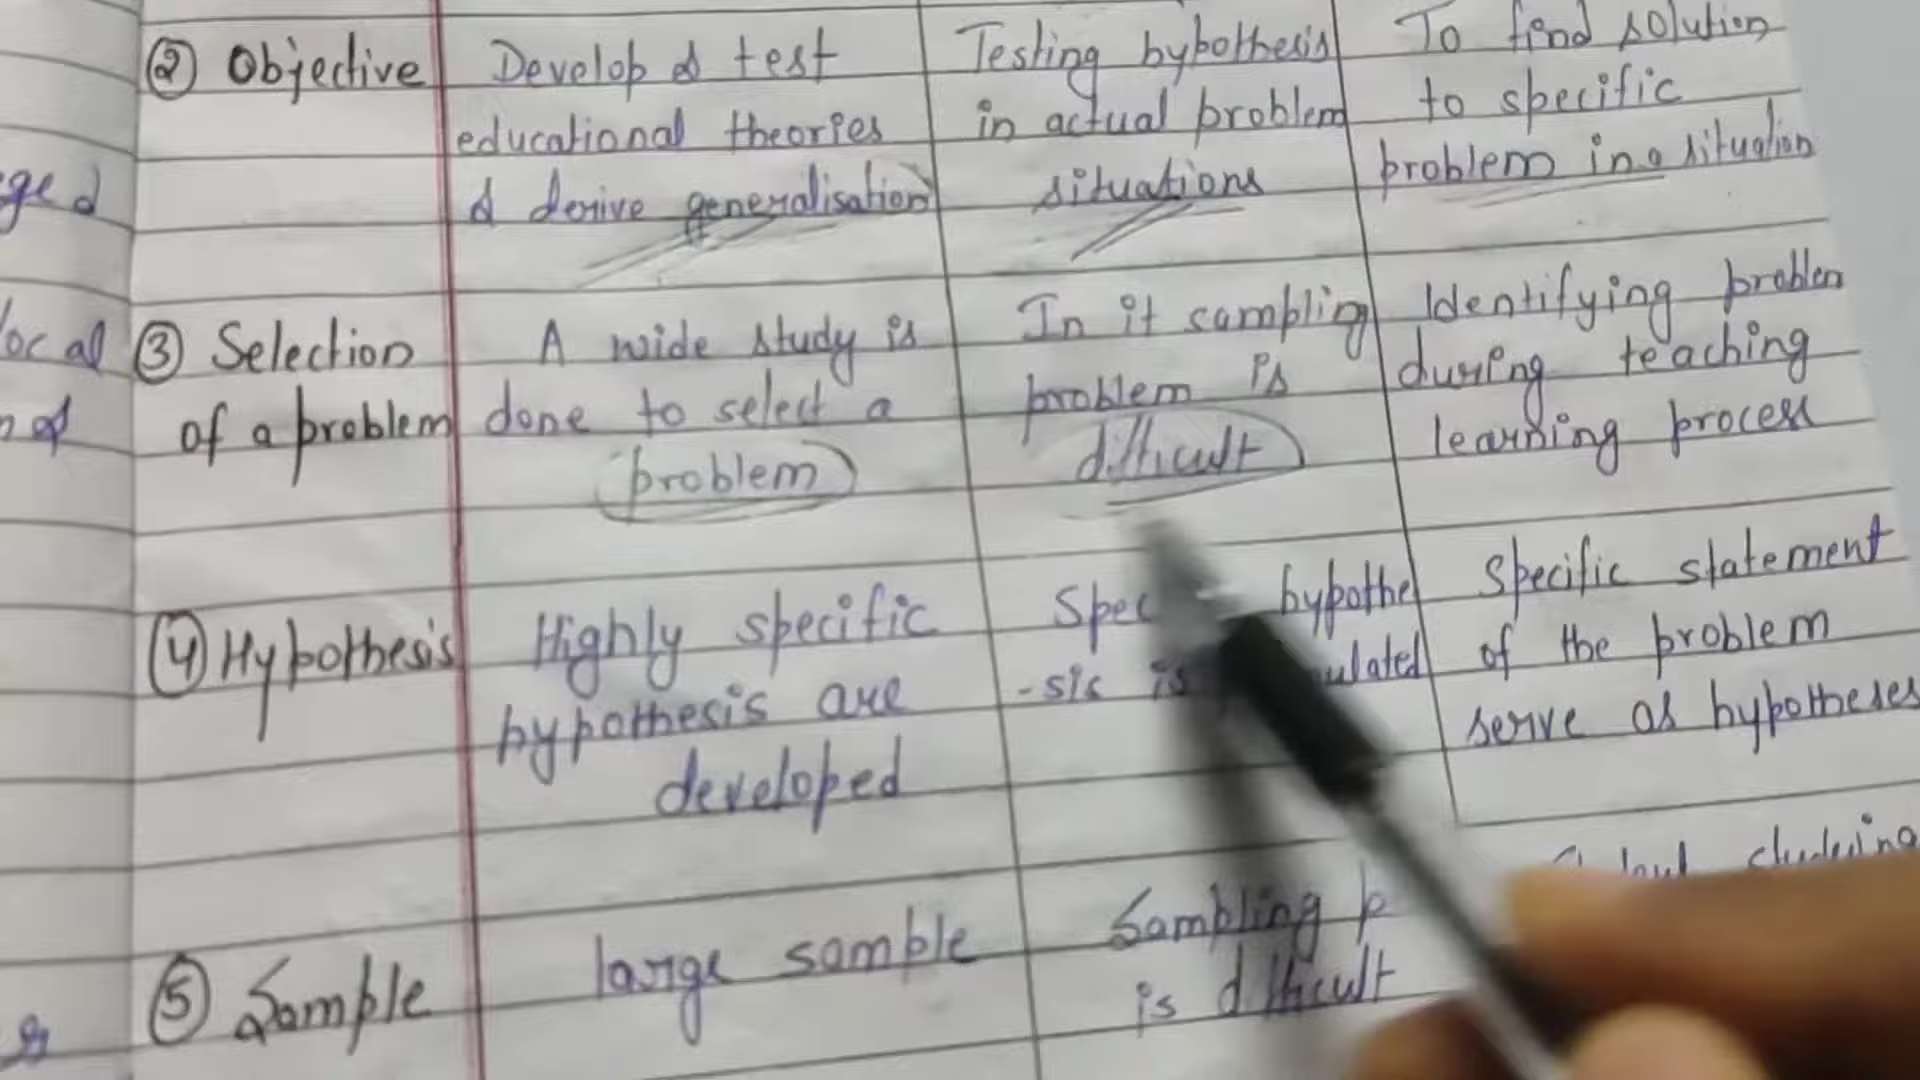 ② Objective
Develop & test
educational theories
& derive generalisation
Testing hypothesis
in actual problem
situations
To find solution
to specific
problem in a situation
③ Selection
of a problem
A wide study is
done to select a
problem
In it sampling
problem is
difficult
Identifying problem
during teaching
learning process
④ Hypothesis
Highly specific
hypothesis are
developed
hypothe
-sis is
Specific statement
of the problem
serve as hypotheses
⑤ Sample
large sample
Sampling
is difficult
studying
ged
local